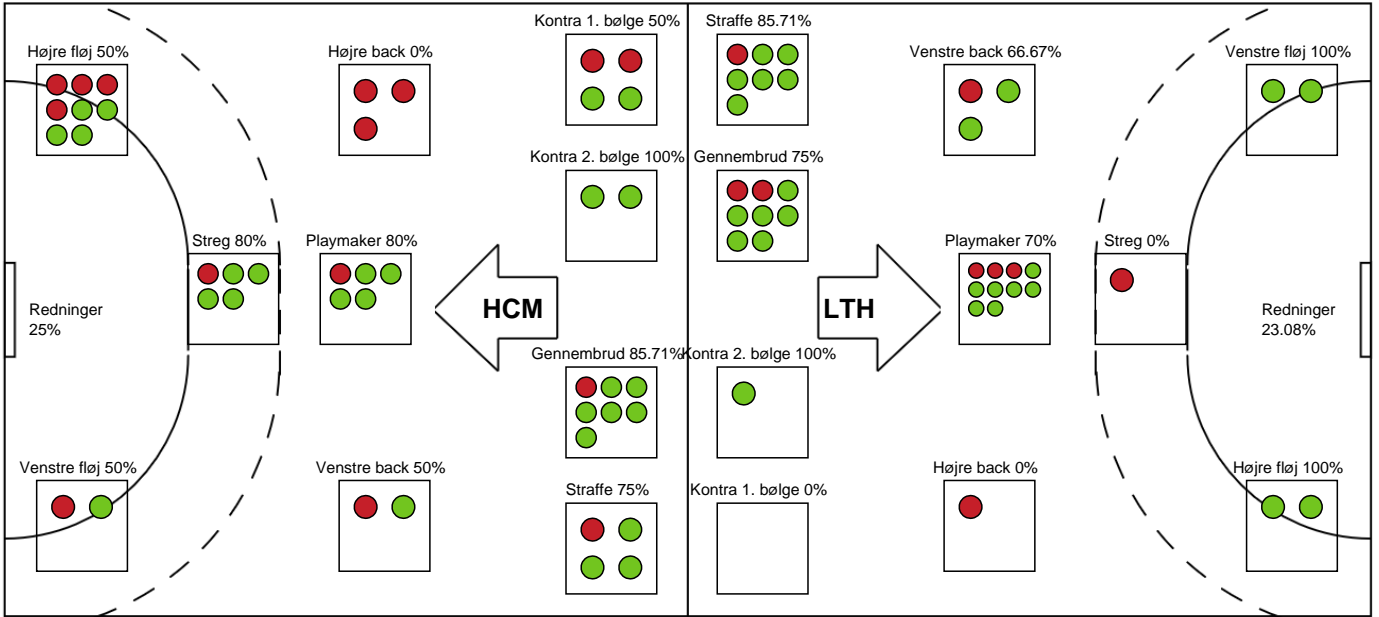 Kontra 1. bølge 50%
Straffe 85.71%
Højre fløj 50%
Højre back 0%
Venstre back 66.67%
Venstre fløj 100%
Kontra 2. bølge 100%
Gennembrud 75%
Streg 80%
Playmaker 80%
Playmaker 70%
Streg 0%
Redninger
25%
HCM
LTH
Redninger
23.08%
Gennembrud 85.71%
Kontra 2. bølge 100%
Venstre fløj 50%
Venstre back 50%
Højre back 0%
Højre fløj 100%
Straffe 75%
Kontra 1. bølge 0%